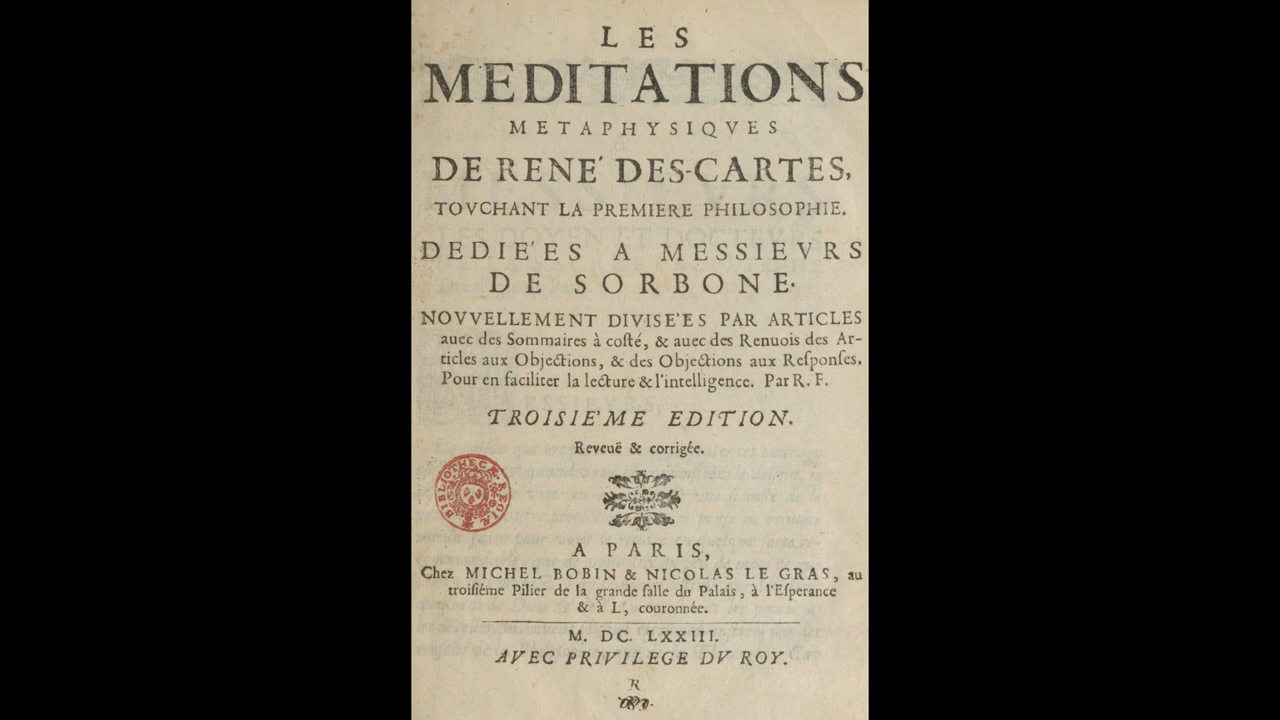 LES
MEDITATIONS
METAPHYSIQVES
DE RENE' DES-CARTES,
TOVCHANT LA PREMIERE PHILOSOPHIE.
DEDIE'ES A MESSIEVRS
DE SORBONE.
NOVVELLEMENT DIVISE'ES PAR ARTICLES
auec des Sommaires à coſté, & auec des Renuois des Ar-
ticles aux Objections, & des Objections aux Reſponſes.
Pour en faciliter la lecture & l'intelligence. Par R. F.
TROISIE'ME EDITION.
Reveuë & corrigée.
BIBLIOTHECÆ REGIÆ
A PARIS,
Chez MICHEL BOBIN & NICOLAS LE GRAS, au
troiſiéme Pilier de la grande ſalle du Palais, à l'Eſperance
& à L, couronnée.
M. DC. LXXIII.
AVEC PRIVILEGE DV ROY.
R